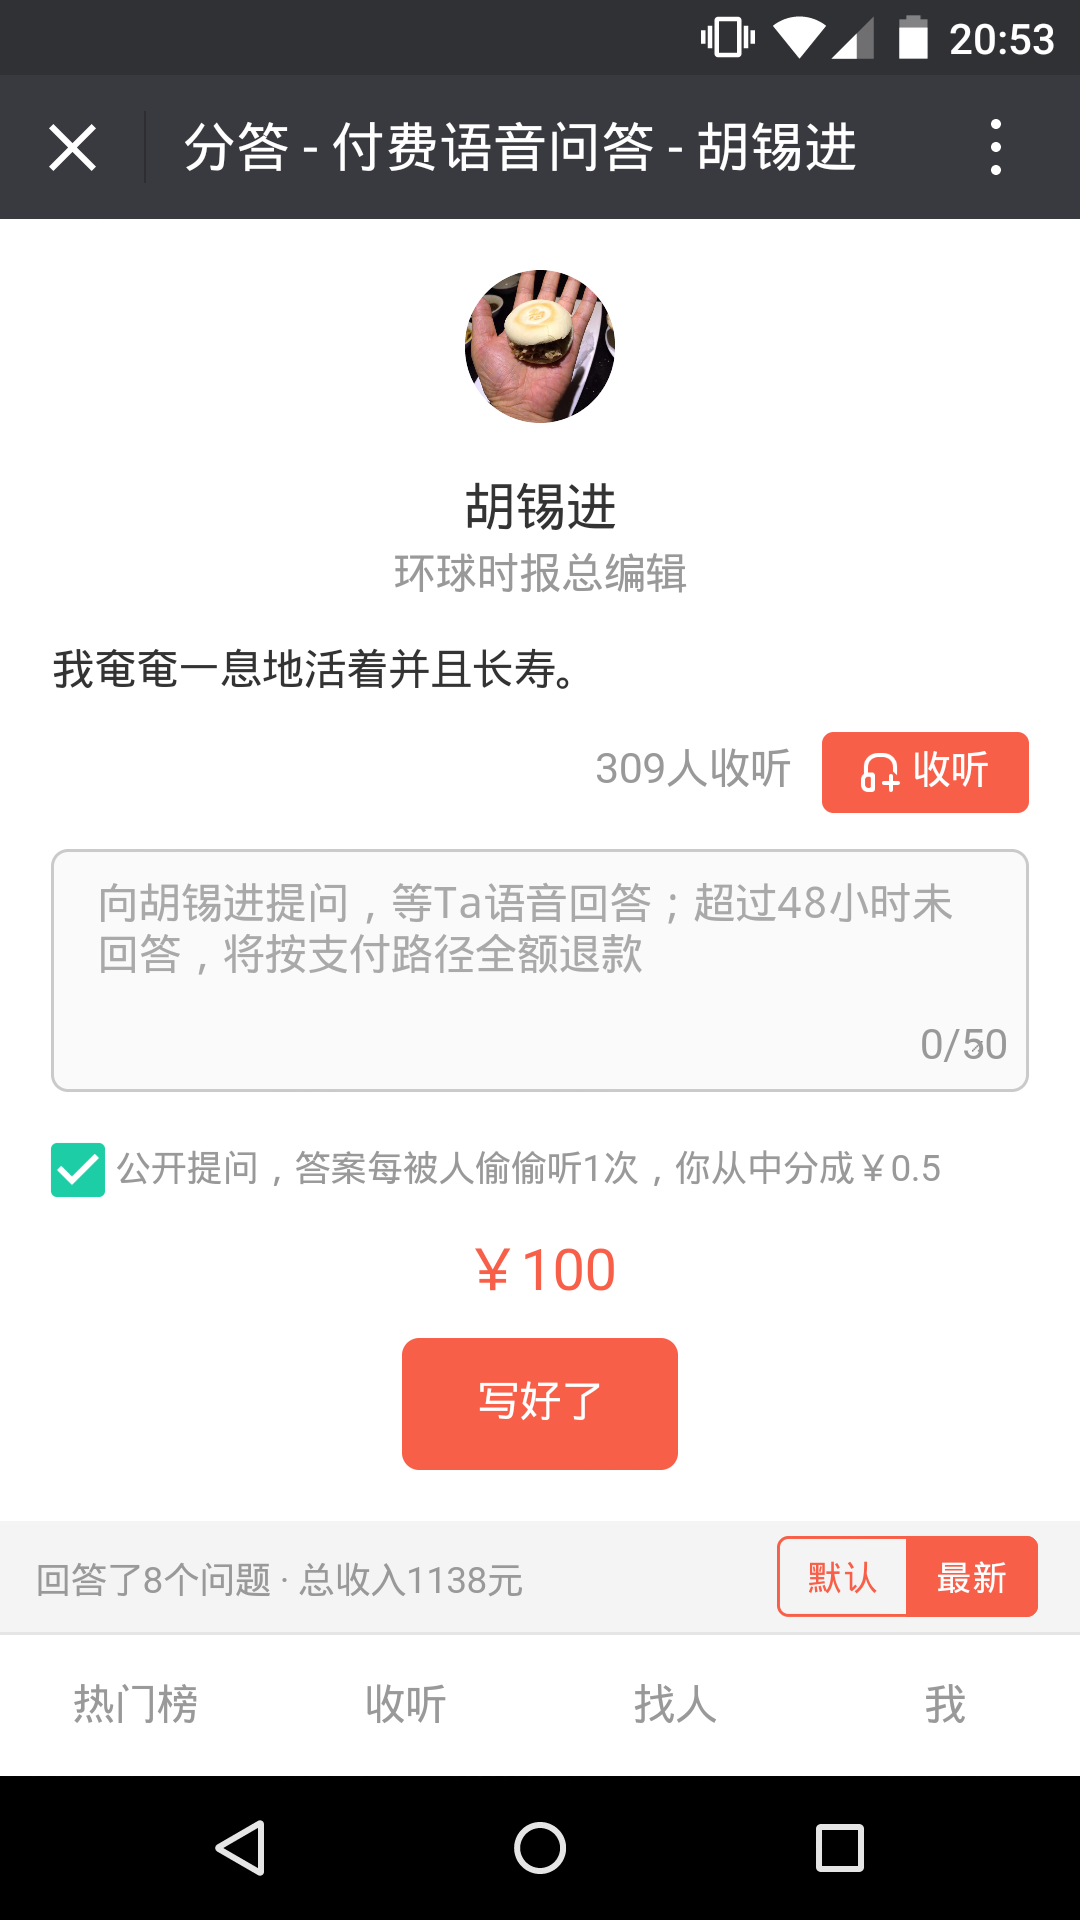 20:53
分答 - 付费语音问答 - 胡锡进
胡锡进
环球时报总编辑
我奄奄一息地活着并且长寿。
309人收听
收听
向胡锡进提问，等Ta语音回答；超过48小时未
回答，将按支付路径全额退款
0/50
公开提问，答案每被人偷偷听1次，你从中分成￥0.5
￥100
写好了
回答了8个问题 · 总收入1138元
默认
最新
热门榜
收听
找人
我